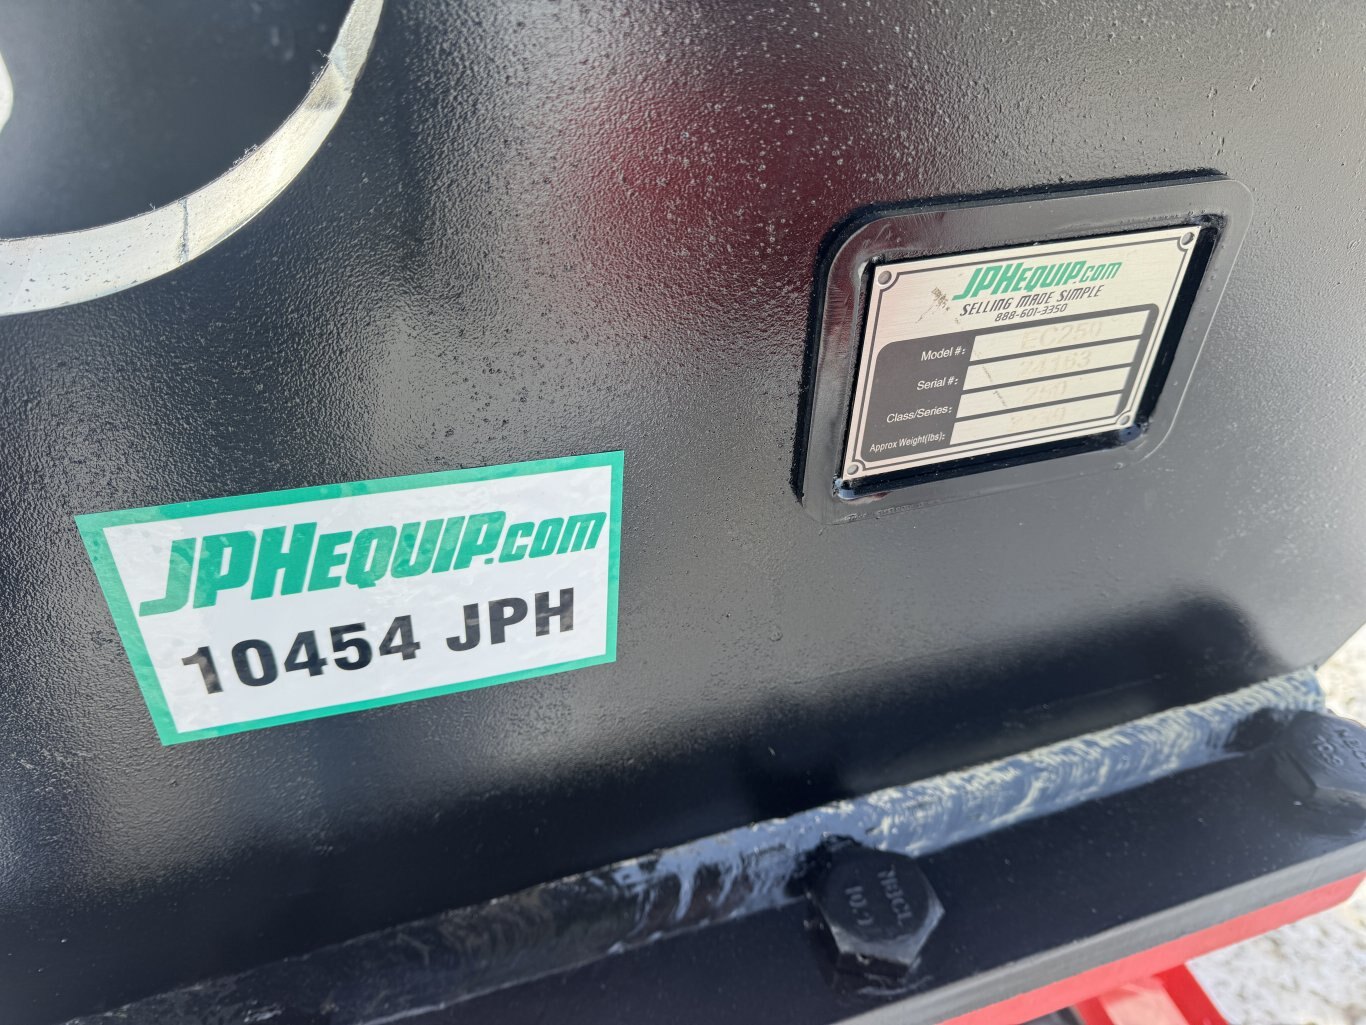 JPHEQUIP.com
SELLING MADE SIMPLE
888-601-3350
Model #: EC250
Serial #: 24163
Class/Series: 250
Approx Weight(lbs):
JPHEQUIP.com
10454 JPH